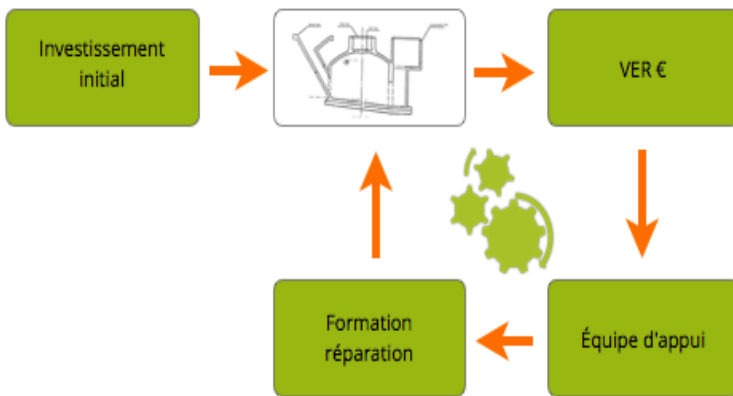 Investissement
initial
VER €
Équipe d'appui
Formation
réparation